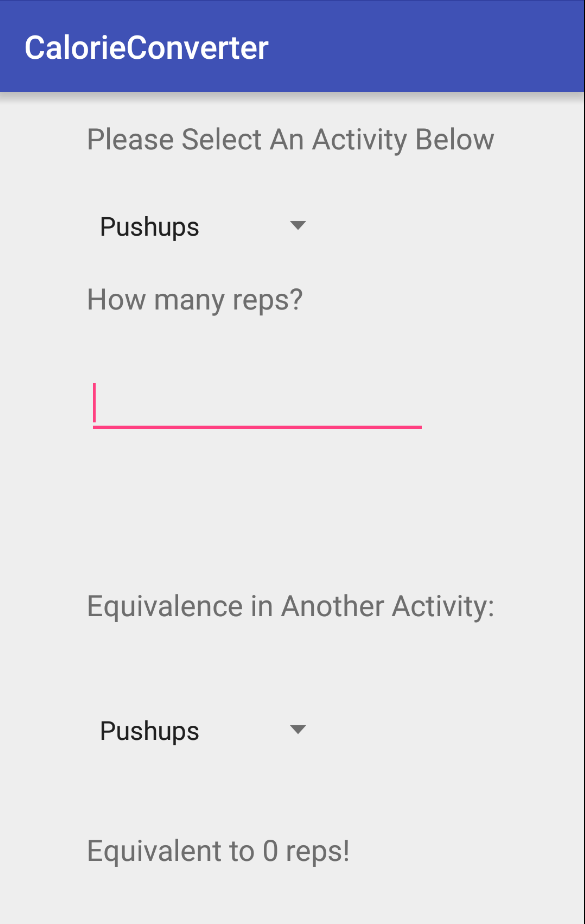 CalorieConverter
Please Select An Activity Below
Pushups
How many reps?
Equivalence in Another Activity:
Pushups
Equivalent to 0 reps!